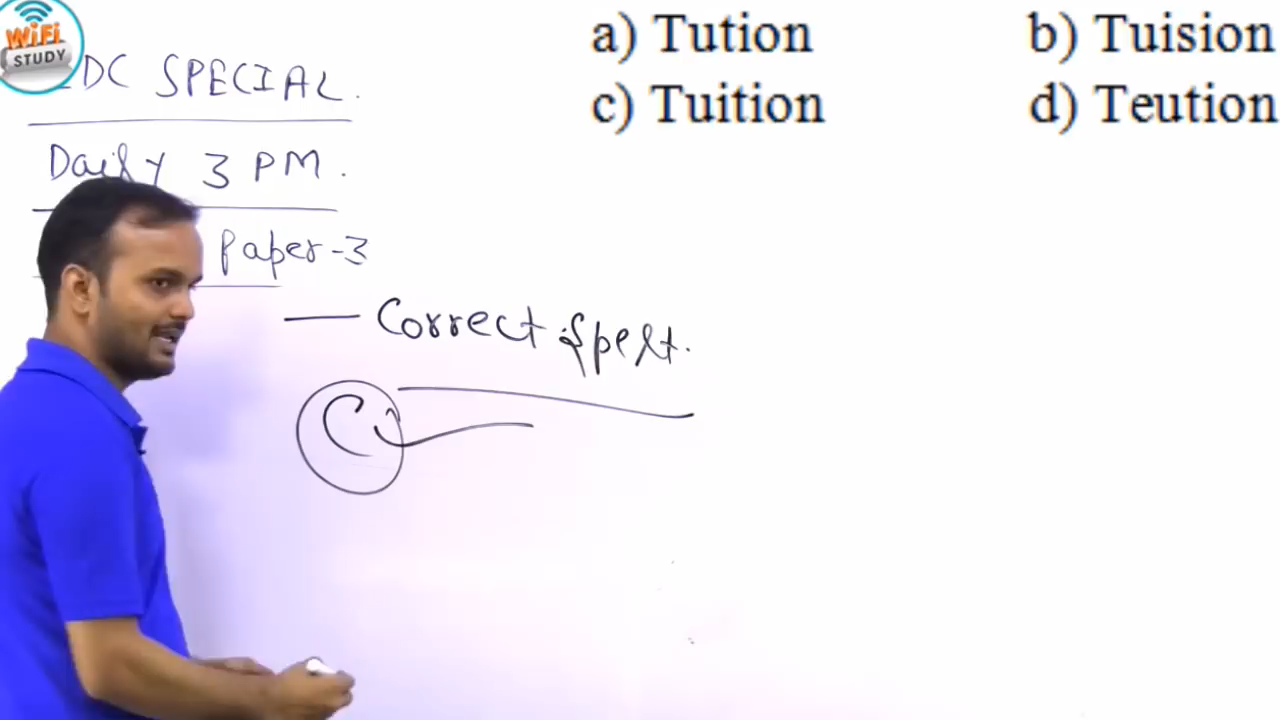 WiFi
STUDY
DC SPECIAL.
Daily 3 PM.
Paper-3
Correct Spelt.
C
a) Tution
b) Tuision
c) Tuition
d) Teution